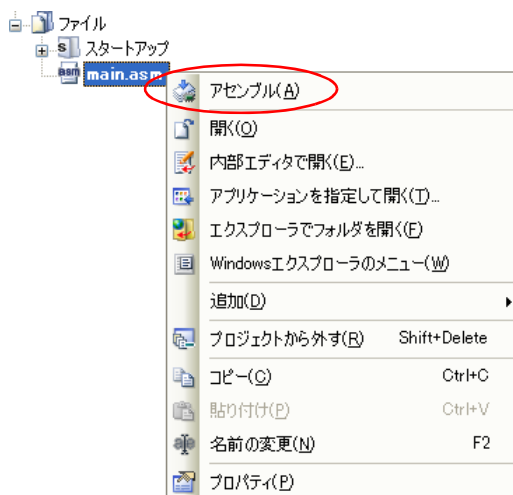 ファイル
スタートアップ
main.asm
アセンブル(A)
開く(O)
内部エディタで開く(E)...
アプリケーションを指定して開く(T)...
エクスプローラでフォルダを開く(F)
Windowsエクスプローラのメニュー(W)
追加(D)
プロジェクトから外す(R) Shift+Delete
コピー(C) Ctrl+C
貼り付け(P) Ctrl+V
名前の変更(N) F2
プロパティ(P)